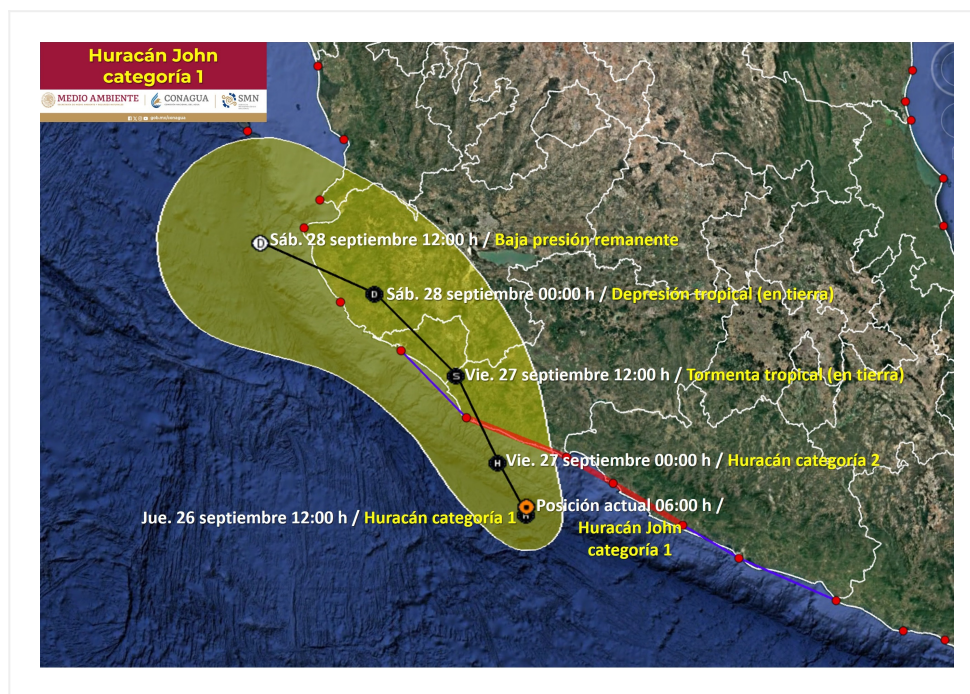 Huracán John
categoría 1
MEDIO AMBIENTE
CONAGUA
SMN
gob.mx/conagua
Sáb. 28 septiembre 12:00 h / Baja presión remanente
D
Sáb. 28 septiembre 00:00 h / Depresión tropical (en tierra)
D
Vie. 27 septiembre 12:00 h / Tormenta tropical (en tierra)
S
Vie. 27 septiembre 00:00 h / Huracán categoría 2
H
Posición actual 06:00 h /
Huracán John
categoría 1
Jue. 26 septiembre 12:00 h / Huracán categoría 1
H